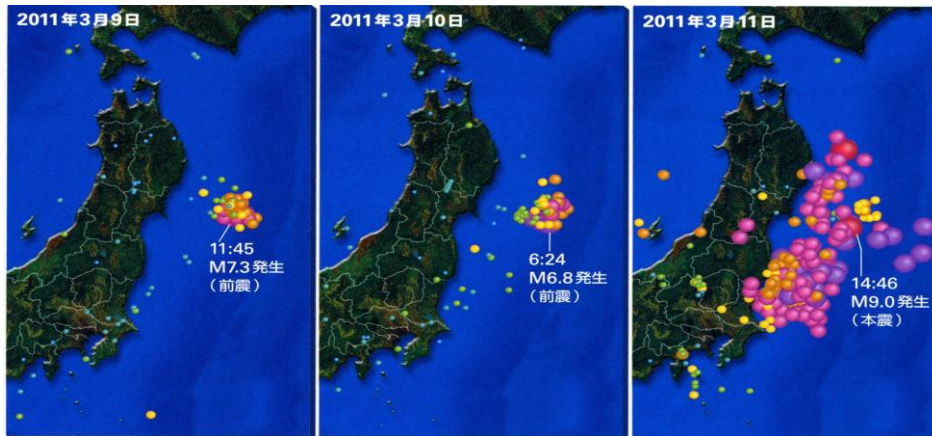 2011年3月9日
11:45
M7.3発生
（前震）
2011年3月10日
6:24
M6.8発生
（前震）
2011年3月11日
14:46
M9.0発生
（本震）